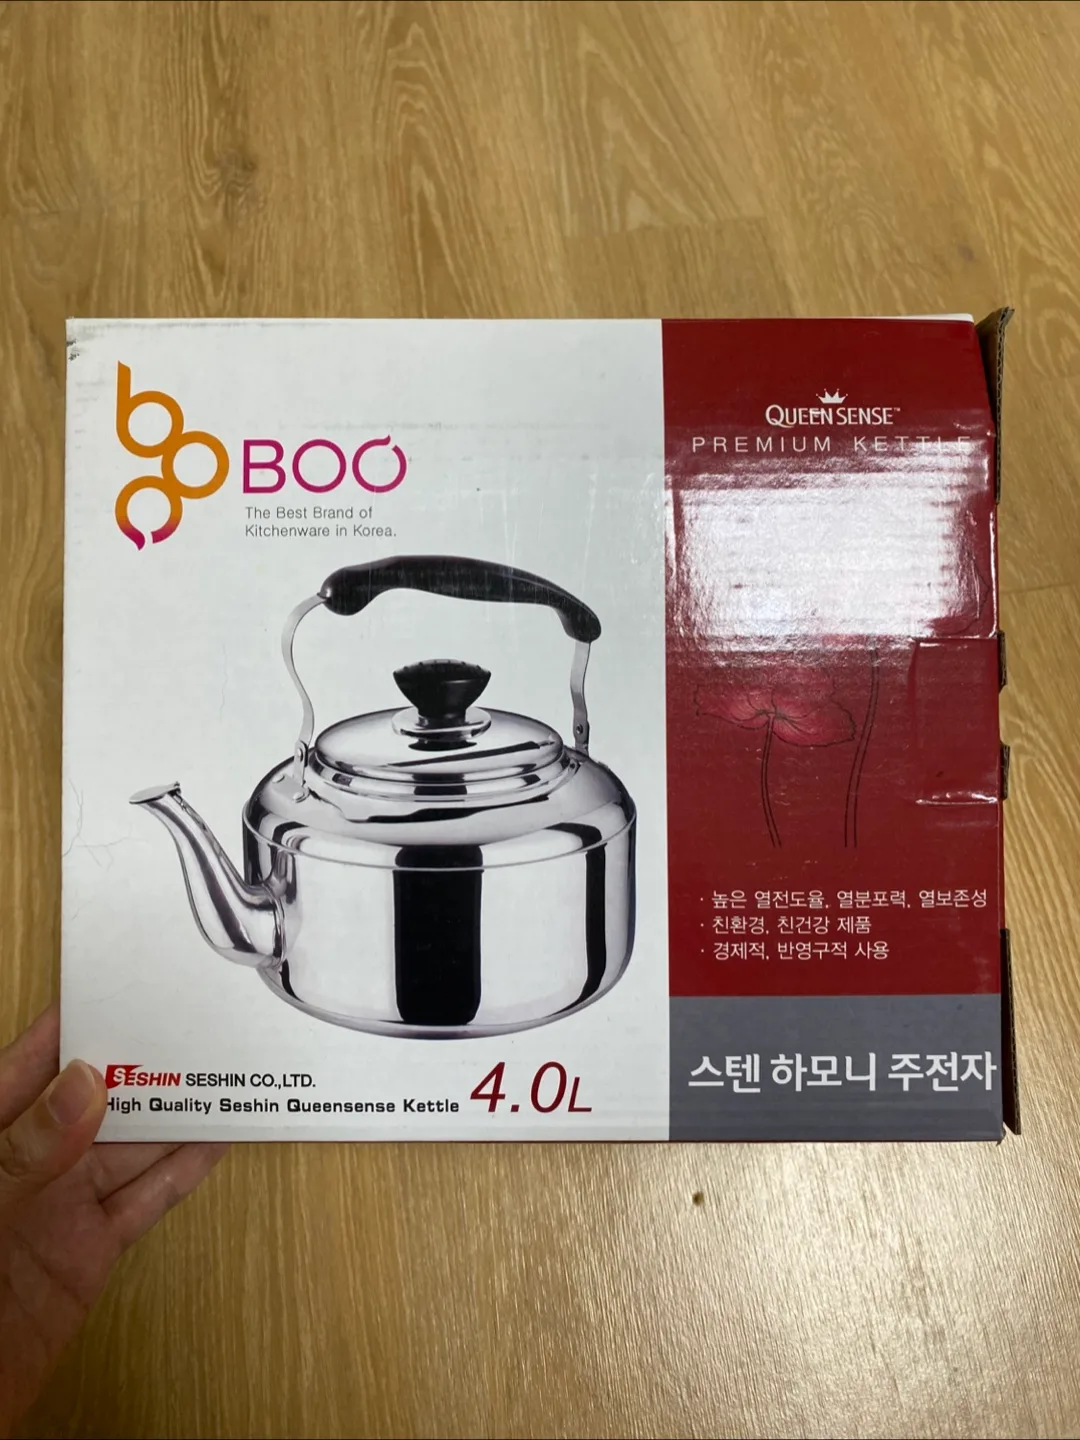 BOO
The Best Brand of
Kitchenware in Korea.
QUEEN SENSE™
PREMIUM KETTLE
· 높은 열전도율, 열분포력, 열보존성
· 친환경, 친건강 제품
· 경제적, 반영구적 사용
스텐 하모니 주전자
SESHIN SESHIN CO.,LTD.
High Quality Seshin Queensense Kettle 4.0L